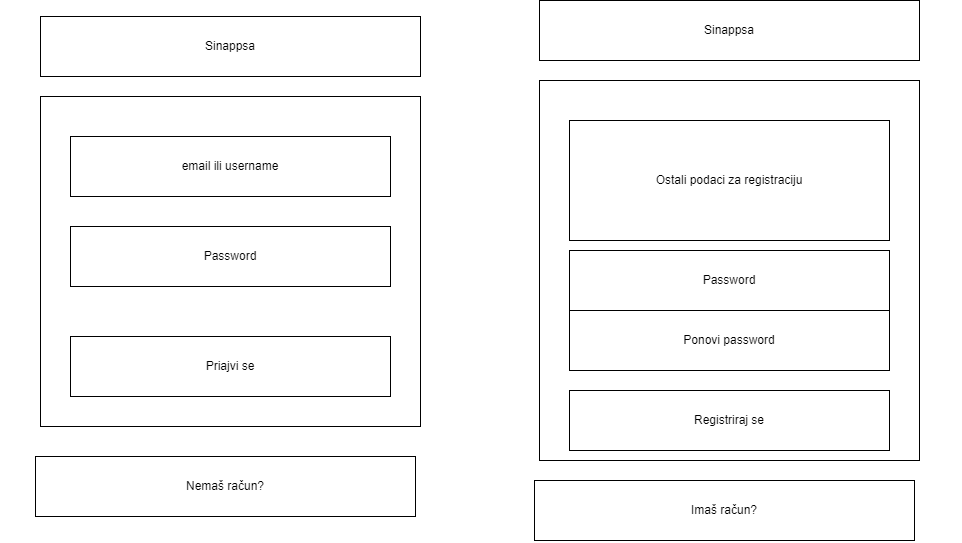 Sinappsa
email ili username
Password
Priajvi se
Nemaš račun?
Sinappsa
Ostali podaci za registraciju
Password
Ponovi password
Registriraj se
Imaš račun?